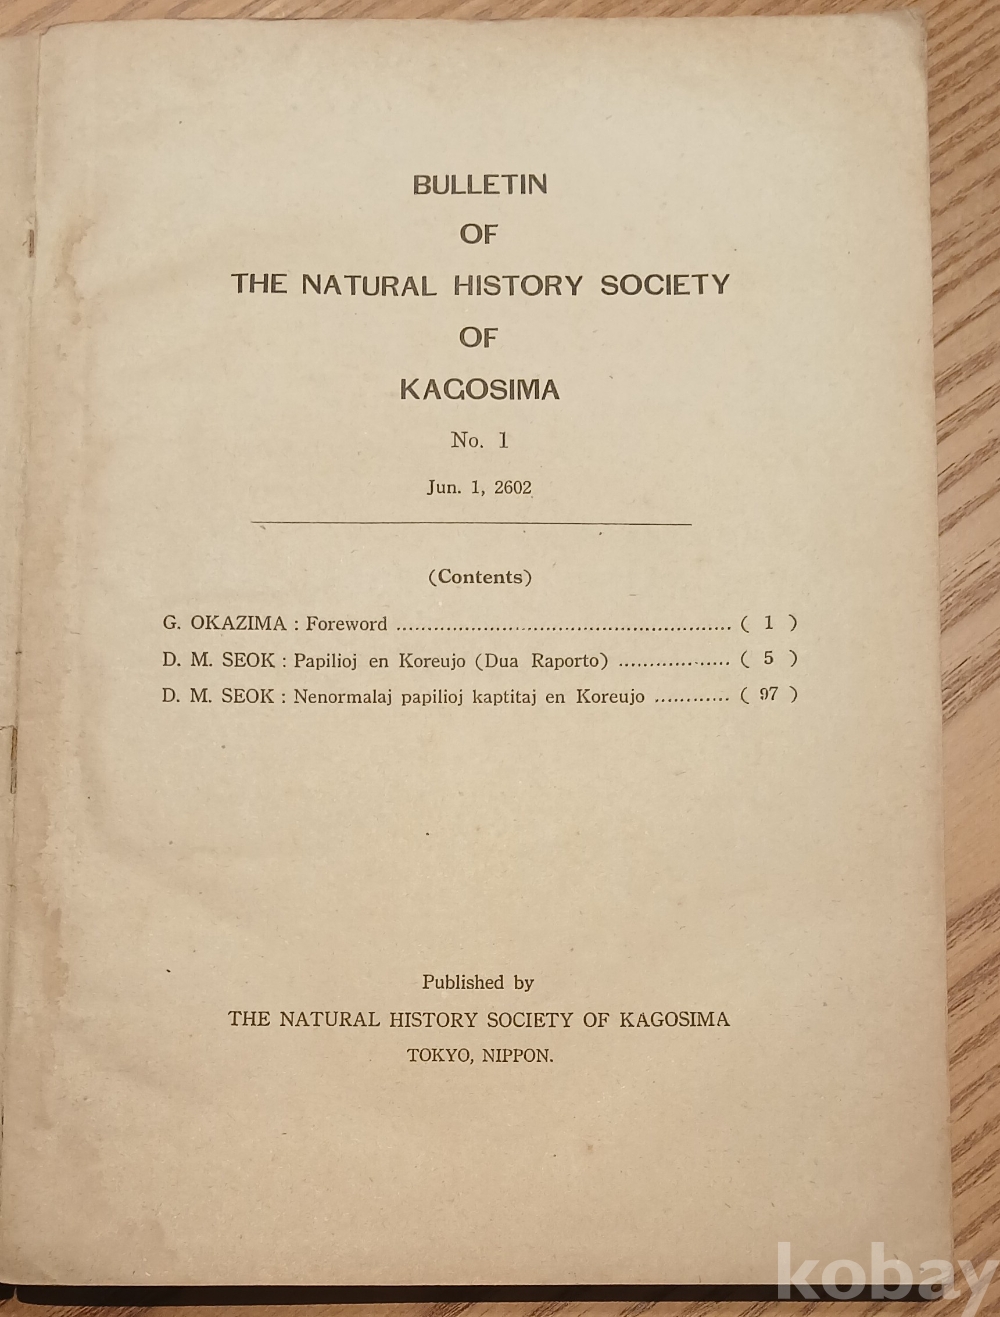 BULLETIN
OF
THE NATURAL HISTORY SOCIETY
OF
KAGOSIMA
No. 1
Jun. 1, 2602
(Contents)
G. OKAZIMA : Foreword ........................................................ ( 1 )
D. M. SEOK : Papilioj en Koreujo (Dua Raporto) .................. ( 5 )
D. M. SEOK : Nenormalaj papilioj kaptitaj en Koreujo ............ ( 97 )
Published by
THE NATURAL HISTORY SOCIETY OF KAGOSIMA
TOKYO, NIPPON.
kobay